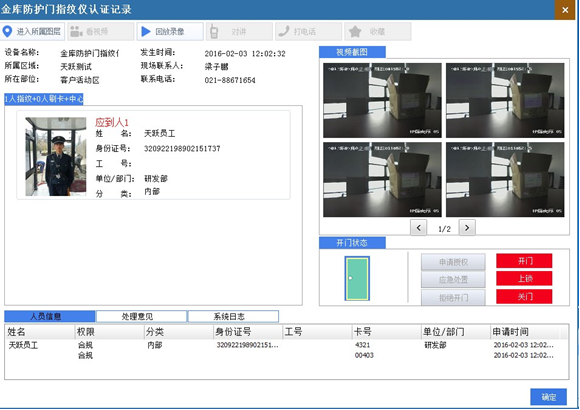 金库防护门指纹仪认证记录
进入所属图层 看视频 回放录像 对讲 打电话 收藏
设备名称: 金库防护门指纹仪 发生时间: 2016-02-03 12:02:32
所属区域: 天跃测试 现场联系人: 梁子鹏
所在部位: 客户活动区 联系电话: 021-88671654
1人指纹+0人刷卡+中心
应到人1
姓 名: 天跃员工
身份证号: 320922198902151737
工 号:
单位/部门: 研发部
分 类: 内部
视频截图
1/2
开门状态
申请授权 开门
应急处置 上锁
拒绝开门 关门
人员信息 处理意见 系统日志
姓名 权限 分类 身份证号 工号 卡号 单位/部门 申请时间
天跃员工 合规 内部 320922198902151... 4321 研发部 2016-02-03 12:02...
合规 00403 2016-02-03 12:02...
确定